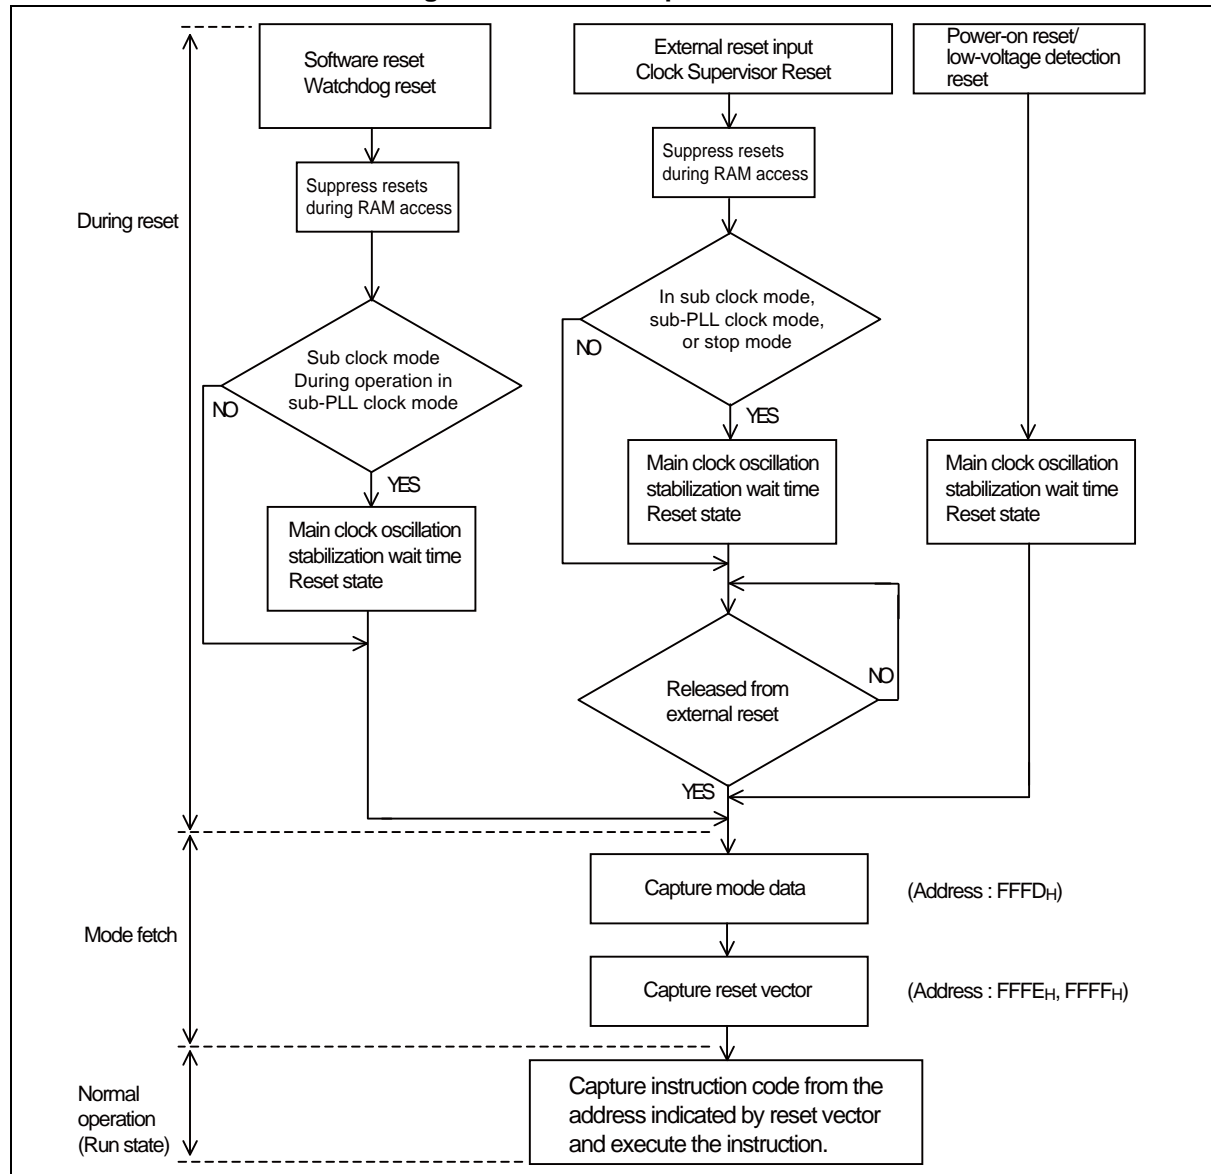 Software reset
Watchdog reset
External reset input
Clock Supervisor Reset
Power-on reset/
low-voltage detection
reset
Suppress resets
during RAM access
Suppress resets
during RAM access
During reset
In sub clock mode,
sub-PLL clock mode,
or stop mode
NO
YES
Sub clock mode
During operation in
sub-PLL clock mode
NO
YES
Main clock oscillation
stabilization wait time
Reset state
Main clock oscillation
stabilization wait time
Reset state
Main clock oscillation
stabilization wait time
Reset state
Released from
external reset
NO
YES
Capture mode data
(Address : FFFDH)
Mode fetch
Capture reset vector
(Address : FFFEH, FFFFH)
Normal
operation
(Run state)
Capture instruction code from the
address indicated by reset vector
and execute the instruction.